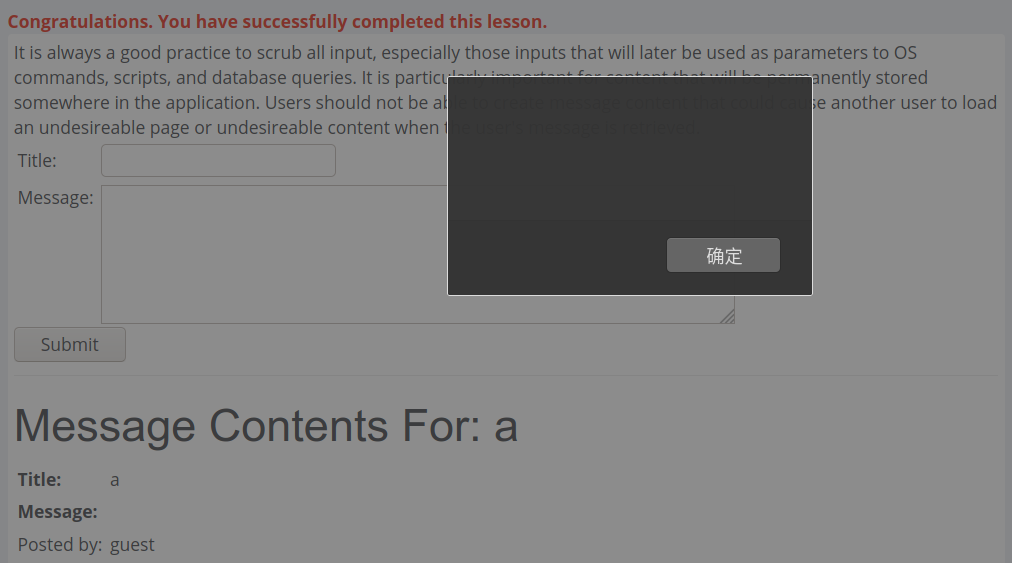 Congratulations. You have successfully completed this lesson.
It is always a good practice to scrub all input, especially those inputs that will later be used as parameters to OS
commands, scripts, and database queries. It is particularly important for content that will be permanently stored
somewhere in the application. Users should not be able to create message content that could cause another user to load
an undesireable page or undesireable content when the user's message is retrieved.
Title:
Message:
确定
Submit
Message Contents For: a
Title: a
Message:
Posted by: guest